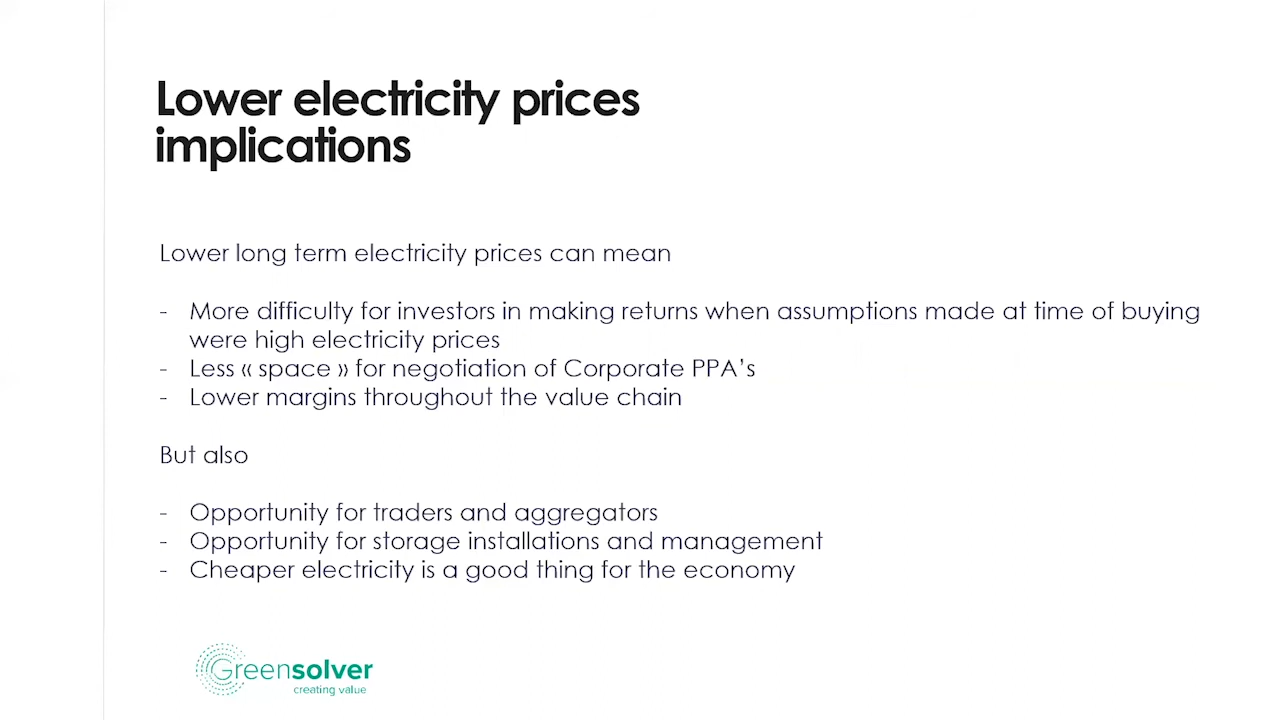 Lower electricity prices
implications
Lower long term electricity prices can mean
- More difficulty for investors in making returns when assumptions made at time of buying
were high electricity prices
- Less « space » for negotiation of Corporate PPA's
- Lower margins throughout the value chain
But also
- Opportunity for traders and aggregators
- Opportunity for storage installations and management
- Cheaper electricity is a good thing for the economy
Greensolver
creating value